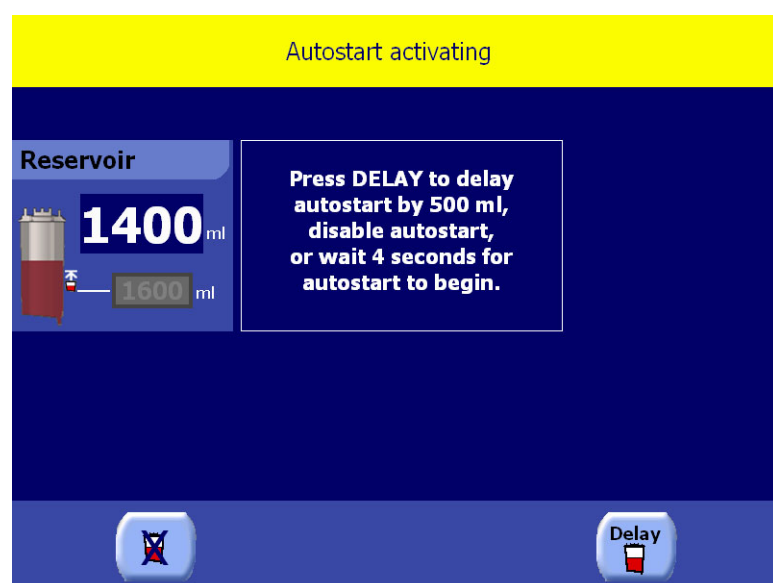 Autostart activating
Reservoir
1400 ml
1600 ml
Press DELAY to delay
autostart by 500 ml,
disable autostart,
or wait 4 seconds for
autostart to begin.
Delay